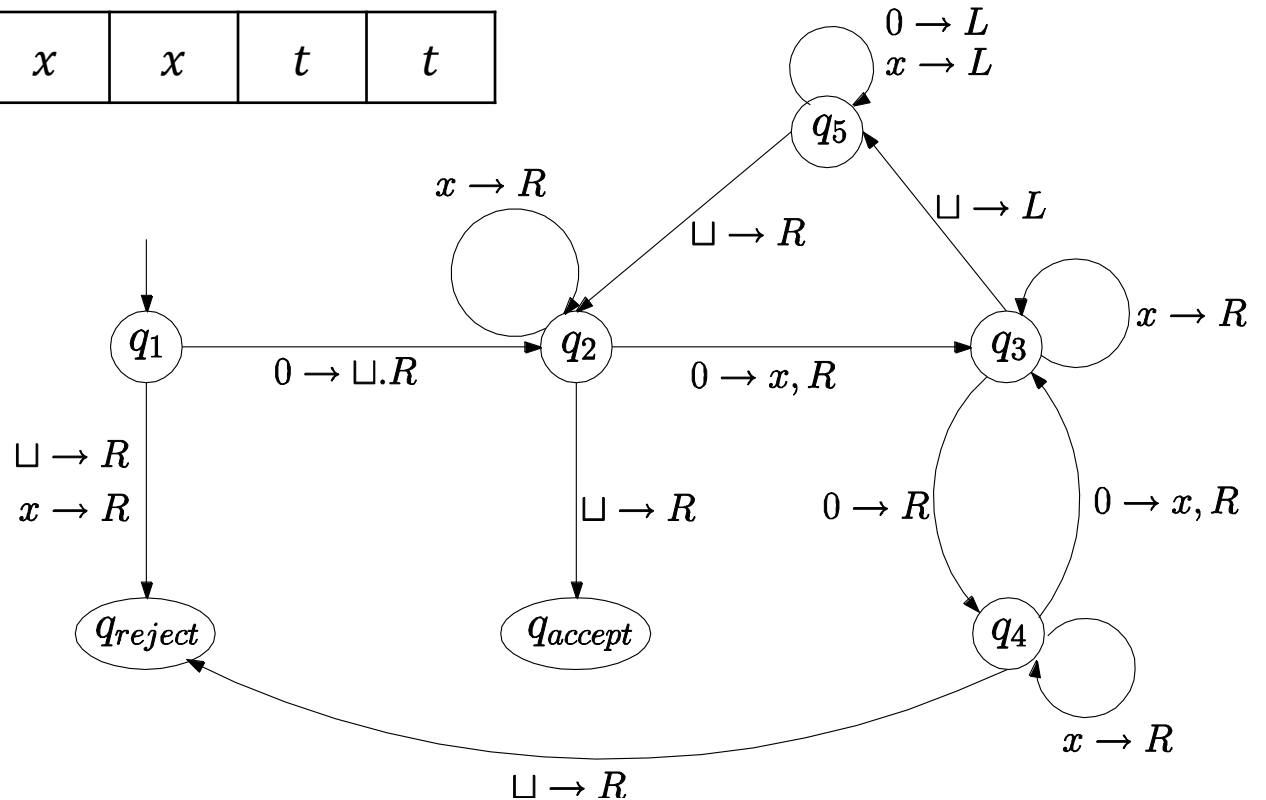 x x t t
0 → L
x → L
q5
x → R
⊔ → R
⊔ → L
q1
0 → ⊔.R
q2
0 → x, R
q3
x → R
⊔ → R
x → R
⊔ → R
0 → R
0 → x, R
qreject
qaccept
q4
x → R
⊔ → R